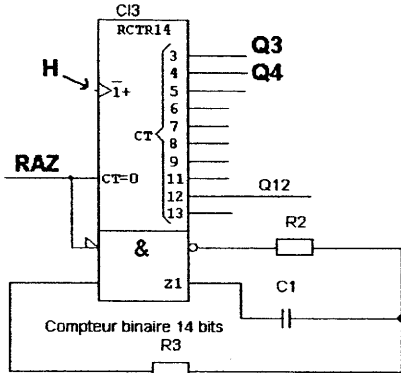 CI3
RCTR14
H
1+
3 Q3
4 Q4
5
6
CT
7
8
9
RAZ
CT=0
11
12 Q12
13
&
R2
Z1
C1
Compteur binaire 14 bits
R3